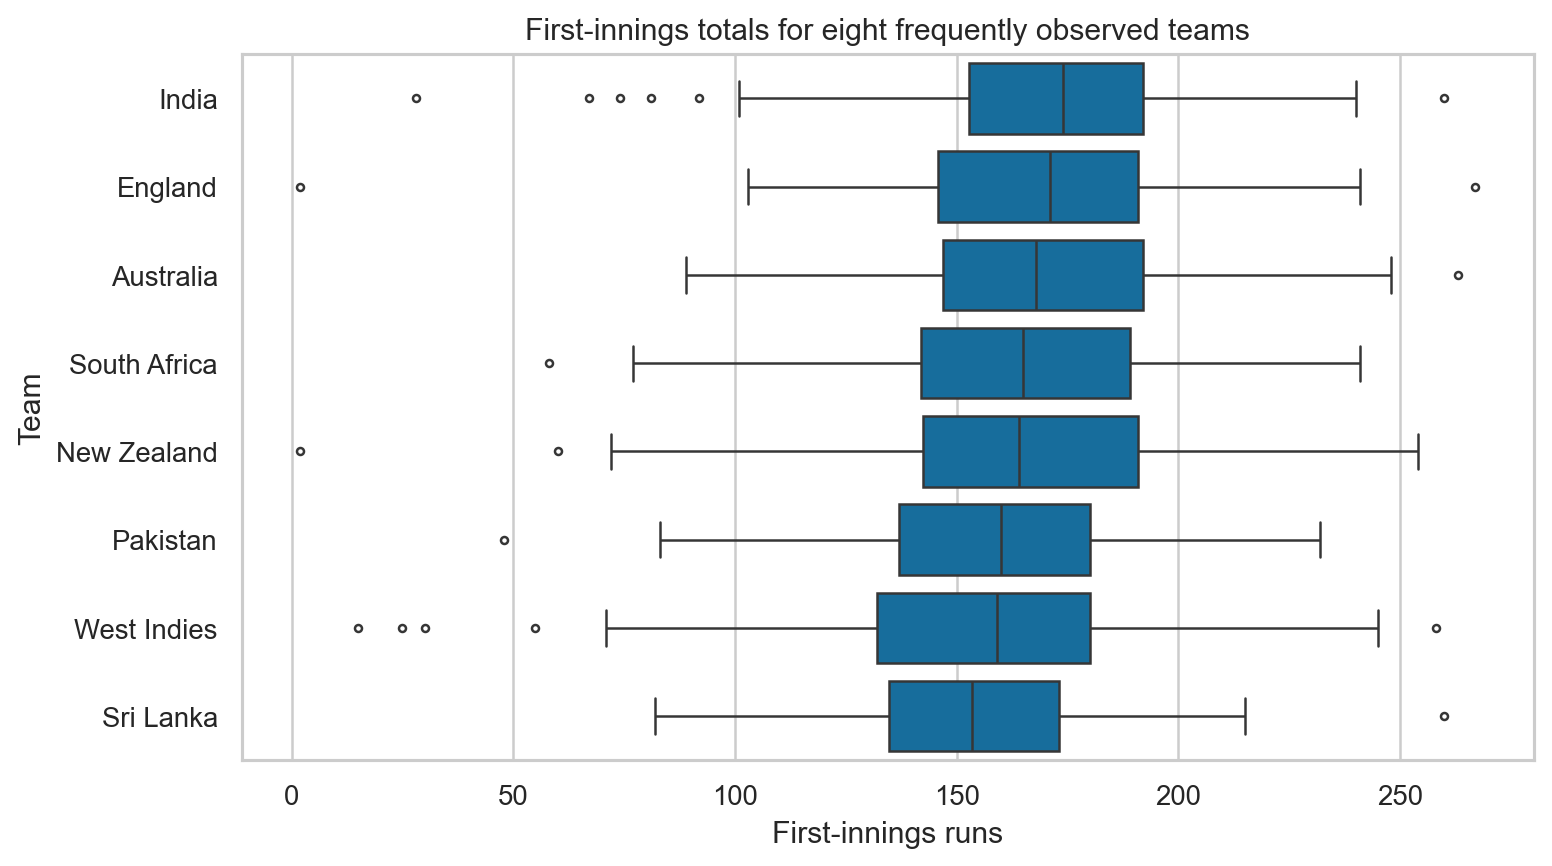 First-innings totals for eight frequently observed teams
Team
India
England
Australia
South Africa
New Zealand
Pakistan
West Indies
Sri Lanka
0 50 100 150 200 250
First-innings runs